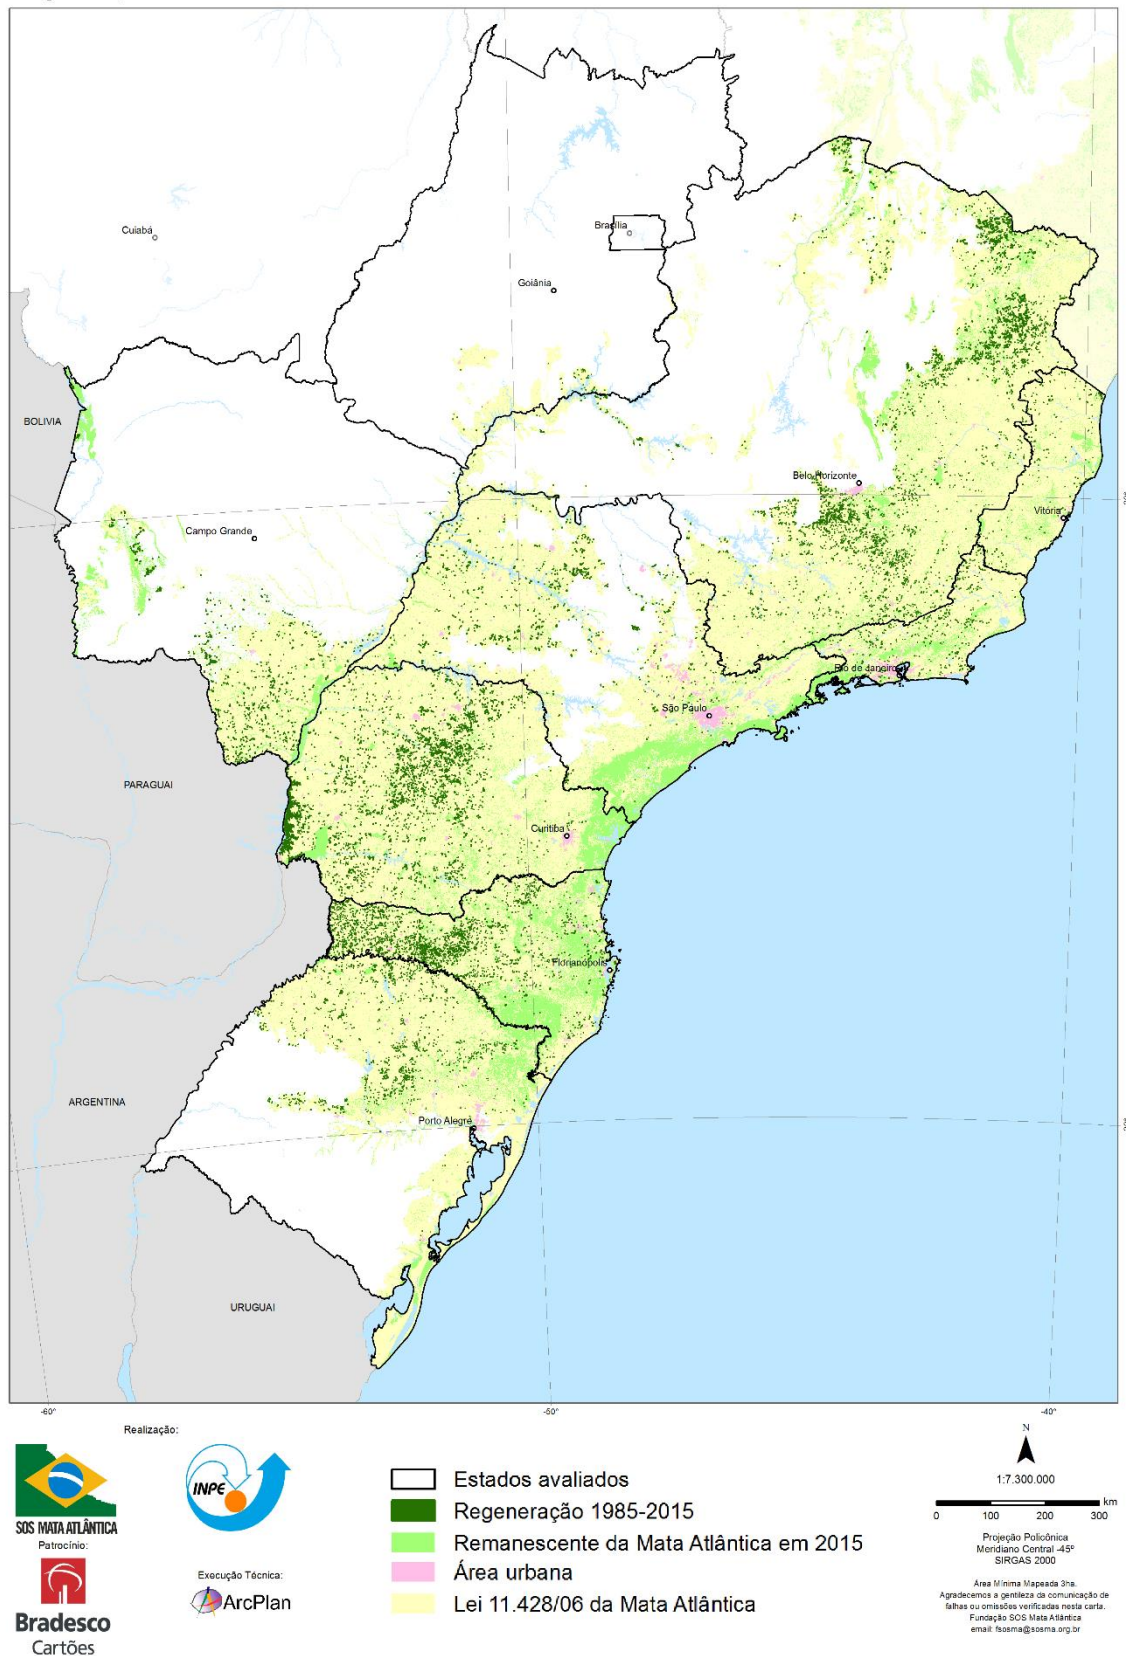 Cuiabá
Brasília
Goiânia
BOLIVIA
Belo Horizonte
Vitória
Campo Grande
Rio de Janeiro
São Paulo
PARAGUAI
Curitiba
Florianópolis
ARGENTINA
Porto Alegre
URUGUAI
-60°
-50°
-40°
Realização:
SOS MATA ATLÂNTICA
INPE
Patrocínio:
Bradesco
Cartões
Execução Técnica:
ArcPlan
Estados avaliados
Regeneração 1985-2015
Remanescente da Mata Atlântica em 2015
Área urbana
Lei 11.428/06 da Mata Atlântica
N
1:7.300.000
km
0 100 200 300
Projeção Policônica
Meridiano Central -45°
SIRGAS 2000
Área Mínima Mapeada 3ha.
Agradecemos a gentileza da comunicação de
falhas ou omissões verificadas nesta carta.
Fundação SOS Mata Atlântica
email: fsosma@sosma.org.br